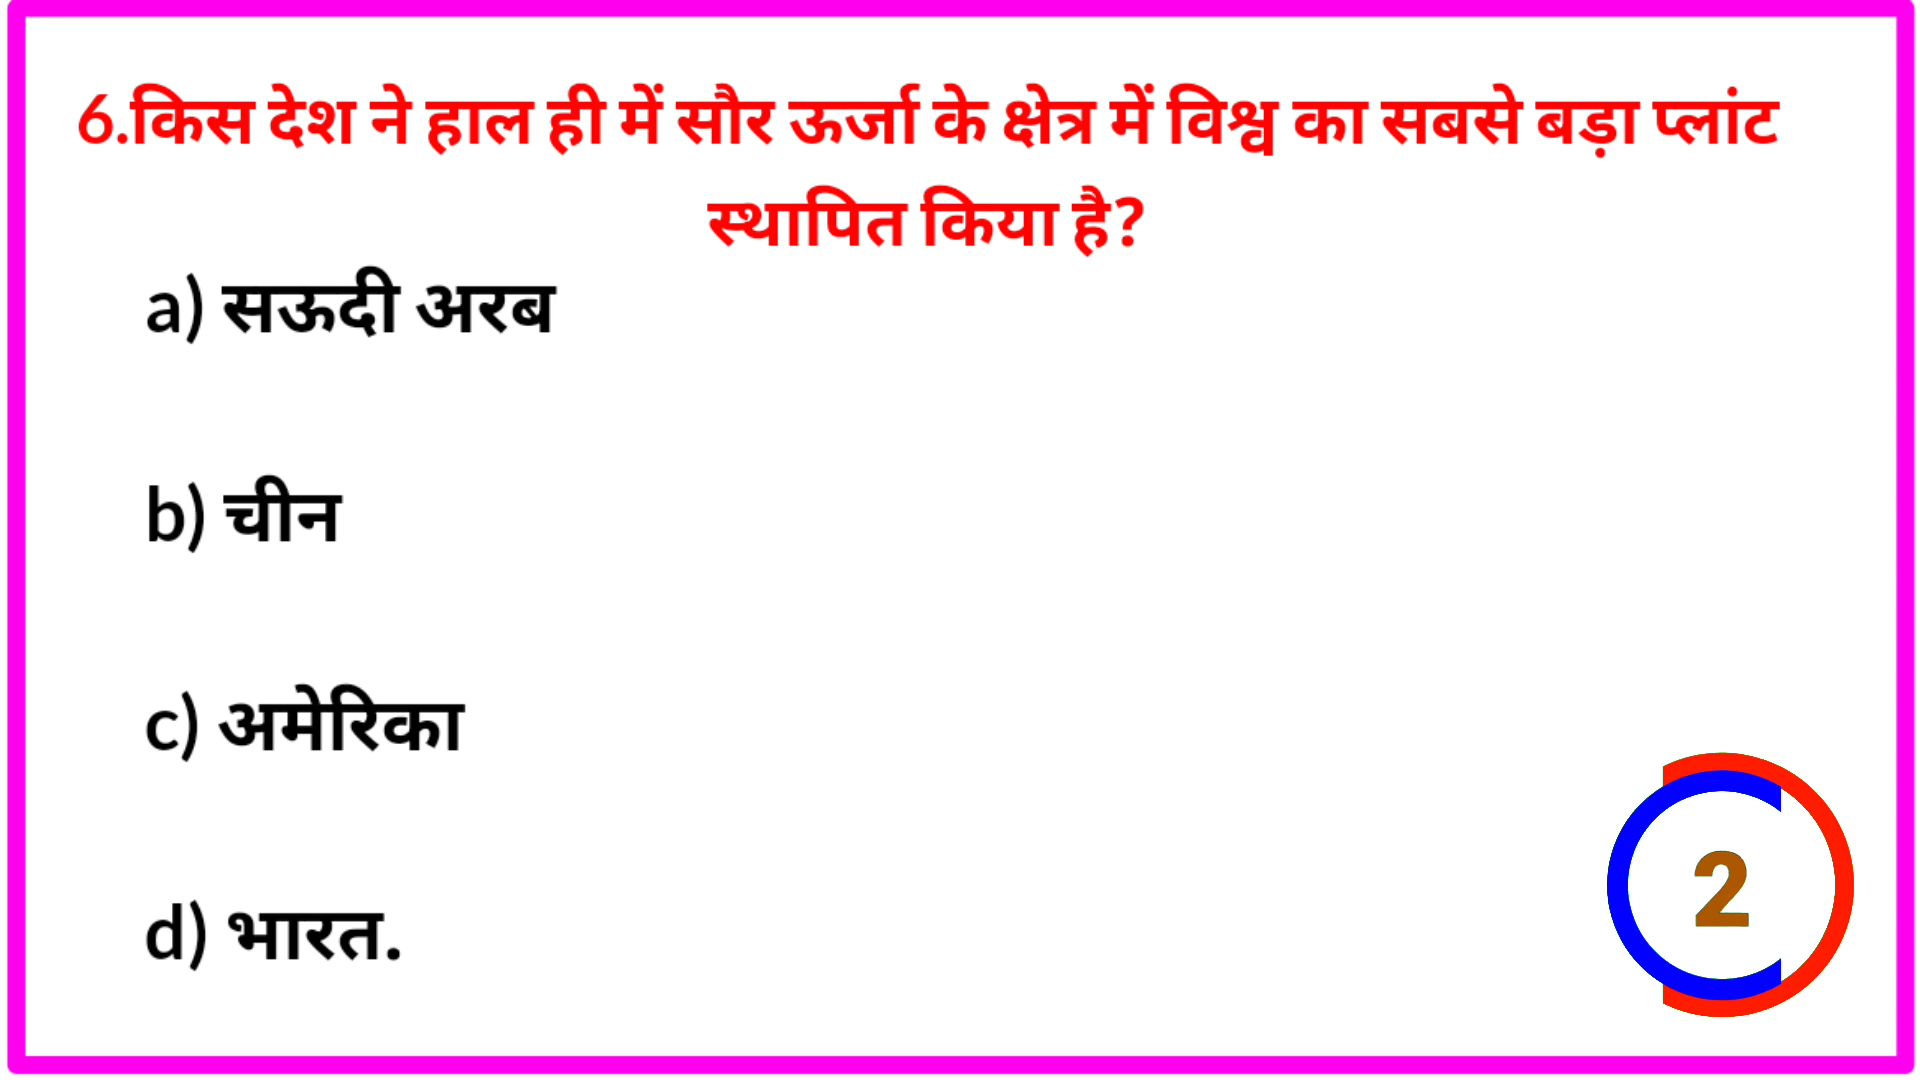 6.किस देश ने हाल ही में सौर ऊर्जा के क्षेत्र में विश्व का सबसे बड़ा प्लांट
स्थापित किया है?
a) सऊदी अरब
b) चीन
c) अमेरिका
d) भारत.
2